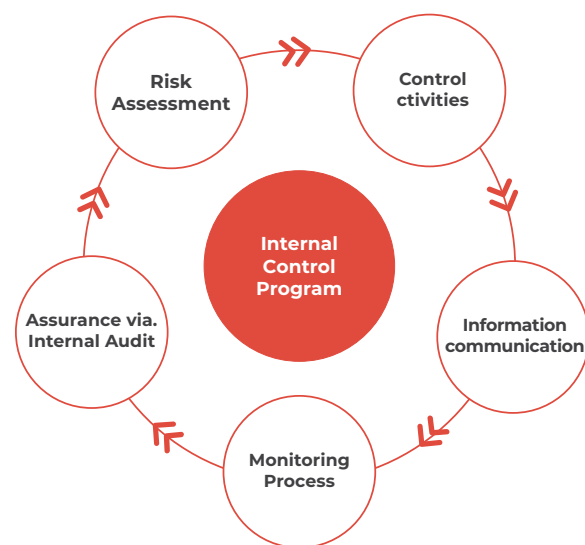 Risk
Assessment
Control
ctivities
Internal
Control
Program
Information
communication
Monitoring
Process
Assurance via.
Internal Audit